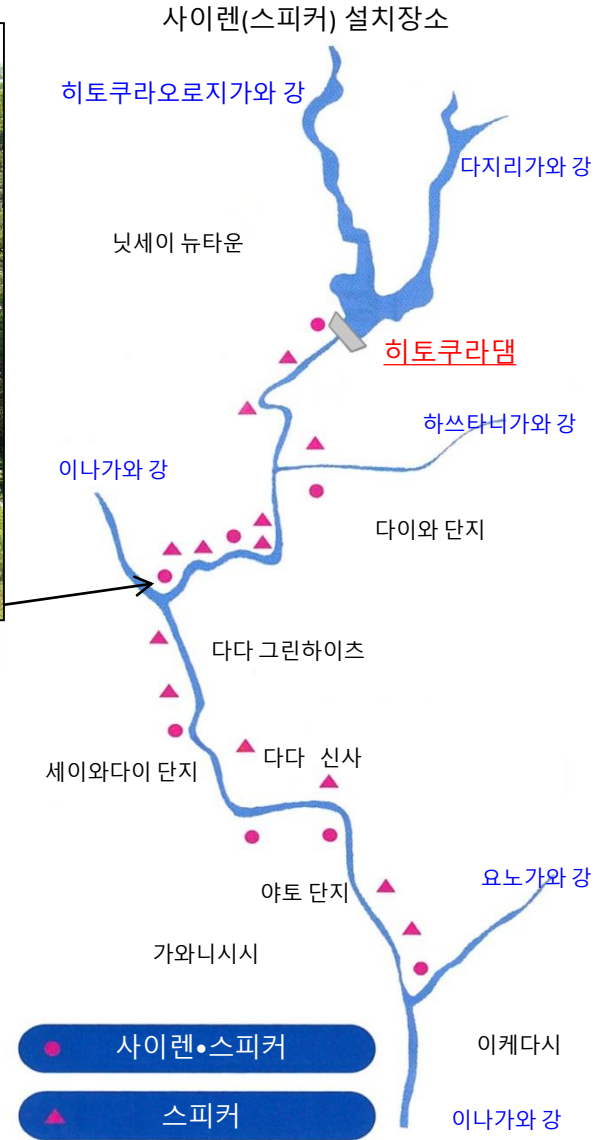 사이렌(스피커) 설치장소
히토쿠라오로지가와 강
다지리가와 강
닛세이 뉴타운
히토쿠라댐
하쓰타니가와 강
이나가와 강
다이와 단지
다다 그린하이츠
다다 신사
세이와다이 단지
요노가와 강
야토 단지
가와니시시
사이렌•스피커
이케다시
스피커
이나가와 강